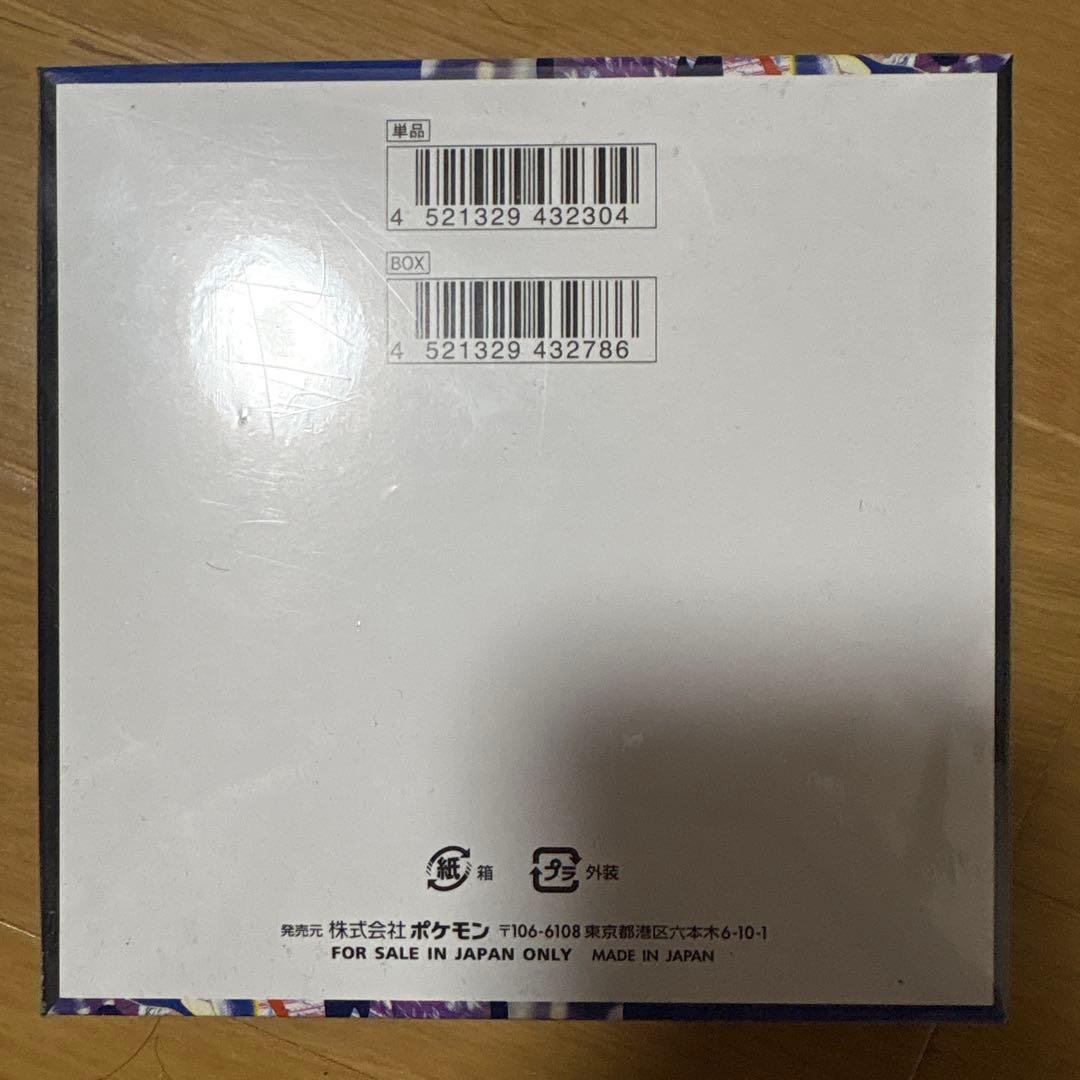 単品
4 521329 432304
BOX
4 521329 432786
紙 箱 プラ 外装
発売元 株式会社ポケモン 〒106-6108 東京都港区六本木6-10-1
FOR SALE IN JAPAN ONLY MADE IN JAPAN